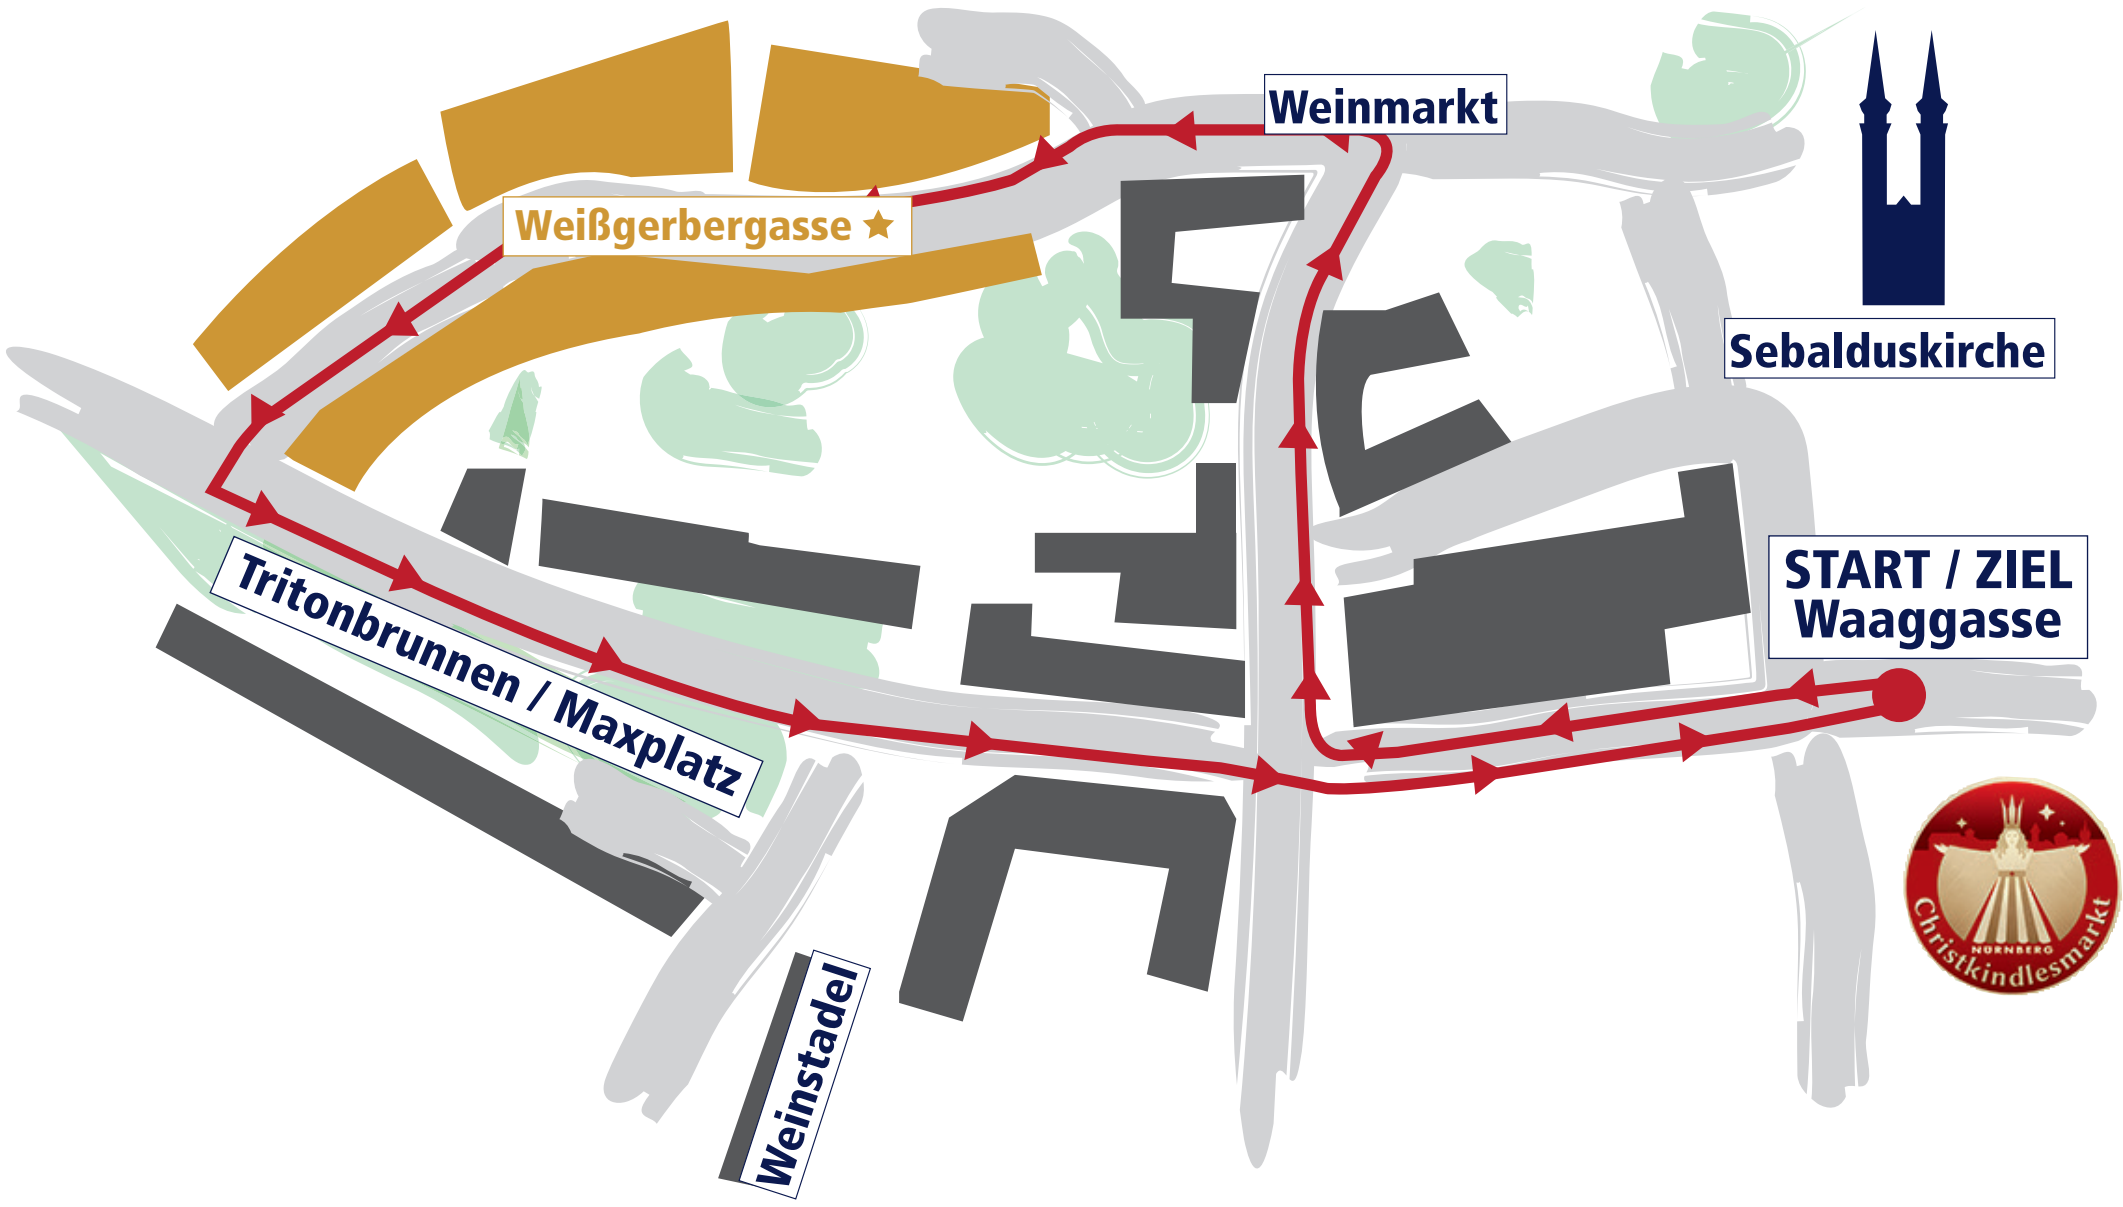 Weinmarkt
Weißgerbergasse
Sebalduskirche
START / ZIEL
Waaggasse
Tritonbrunnen / Maxplatz
Weinstadel
NÜRNBERG
Christkindlesmarkt